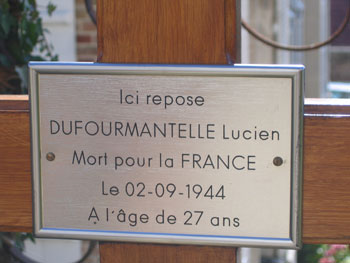 Ici repose
DUFOURMANTELLE Lucien
Mort pour la FRANCE
Le 02-09-1944
A l'âge de 27 ans